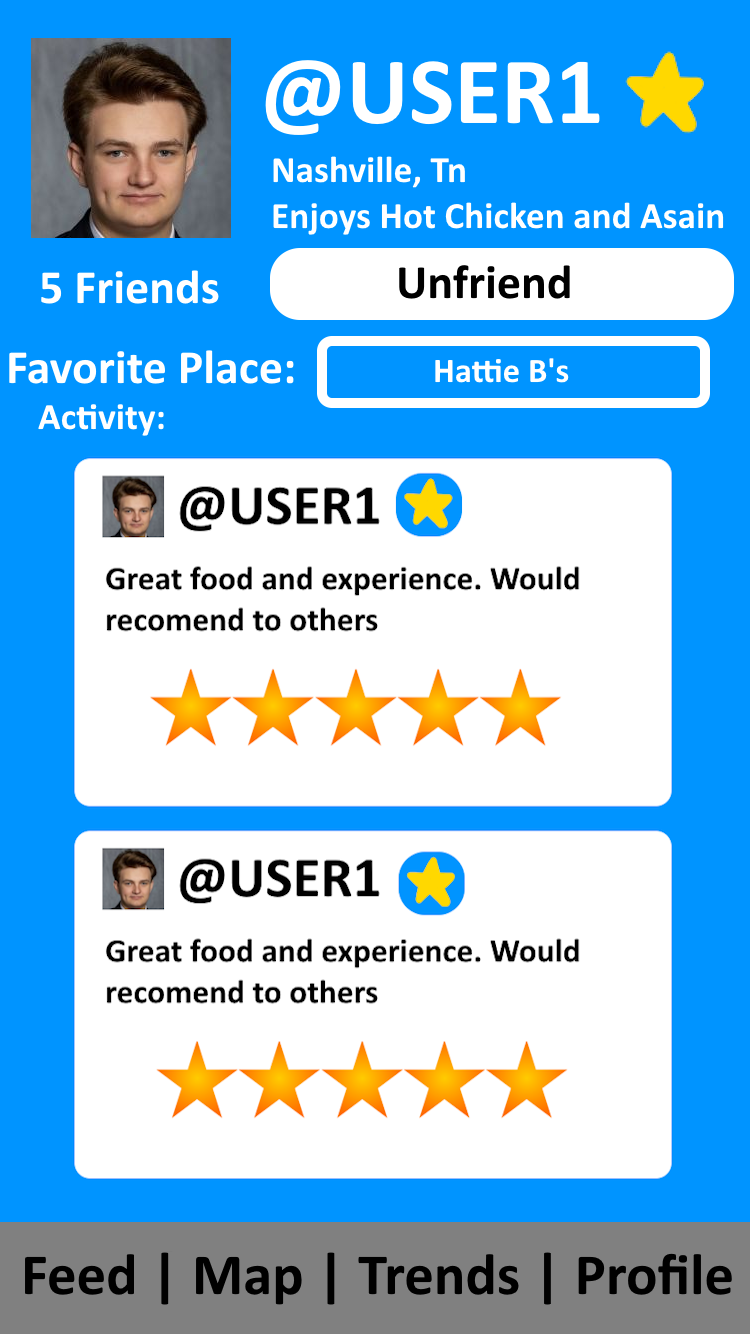 @USER1
Nashville, Tn
Enjoys Hot Chicken and Asain
5 Friends
Unfriend
Favorite Place:
Hattie B's
Activity:
@USER1
Great food and experience. Would
recomend to others
@USER1
Great food and experience. Would
recomend to others
Feed | Map | Trends | Profile